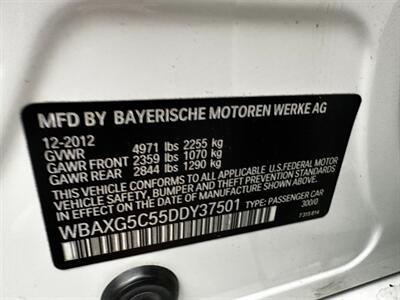 MFD BY BAYERISCHE MOTOREN WERKE AG
12-2012
GVWR 4971 lbs 2255 kg
GAWR FRONT 2359 lbs 1070 kg
GAWR REAR 2844 lbs 1290 kg
THIS VEHICLE CONFORMS TO ALL APPLICABLE U.S.FEDERAL MOTOR
VEHICLE SAFETY, BUMPER AND THEFT PREVENTION STANDARDS IN
EFFECT ON THE DATE OF MANUFACTURE SHOWN ABOVE.
WBAXG5C55DDY37501 TYPE: PASSENGER CAR
300/0